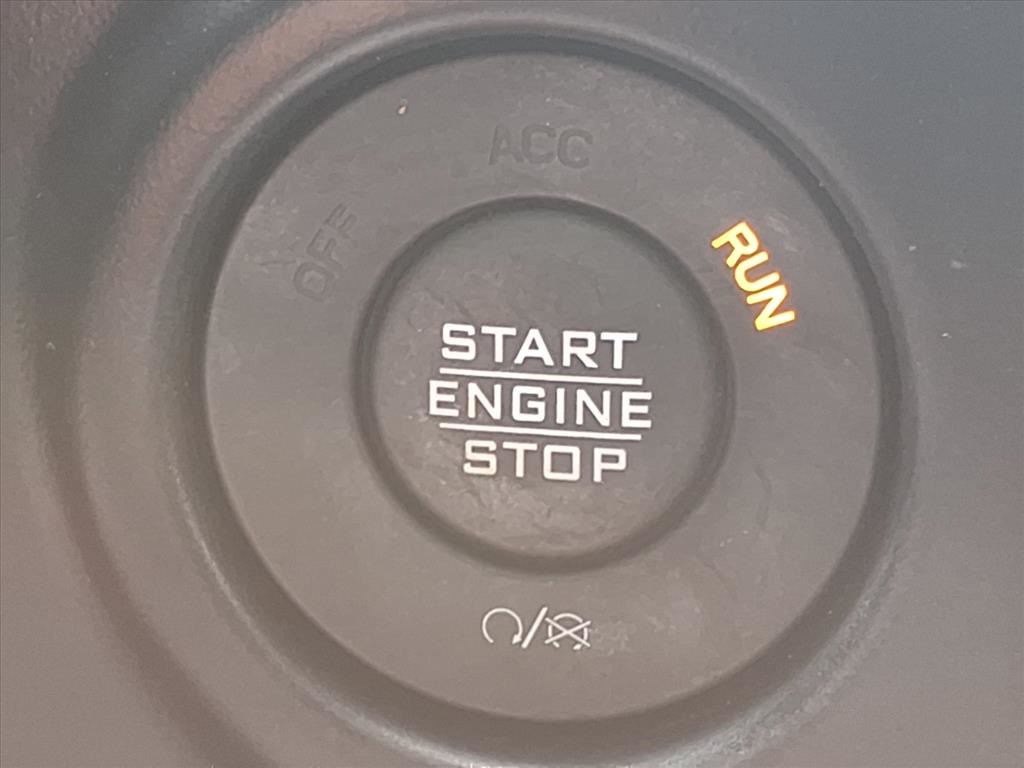 ACC
OFF
RUN
START
ENGINE
STOP